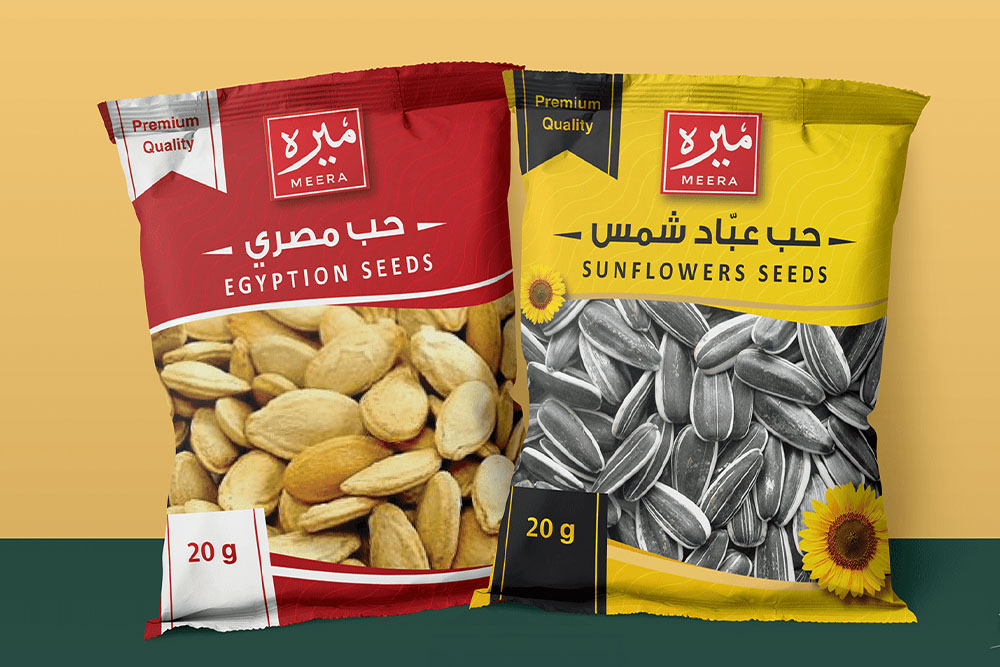 Premium
Quality
ميره
MEERA
حب مصري
EGYPTION SEEDS
20 g
Premium
Quality
ميره
MEERA
حب عبّاد شمس
SUNFLOWERS SEEDS
20 g